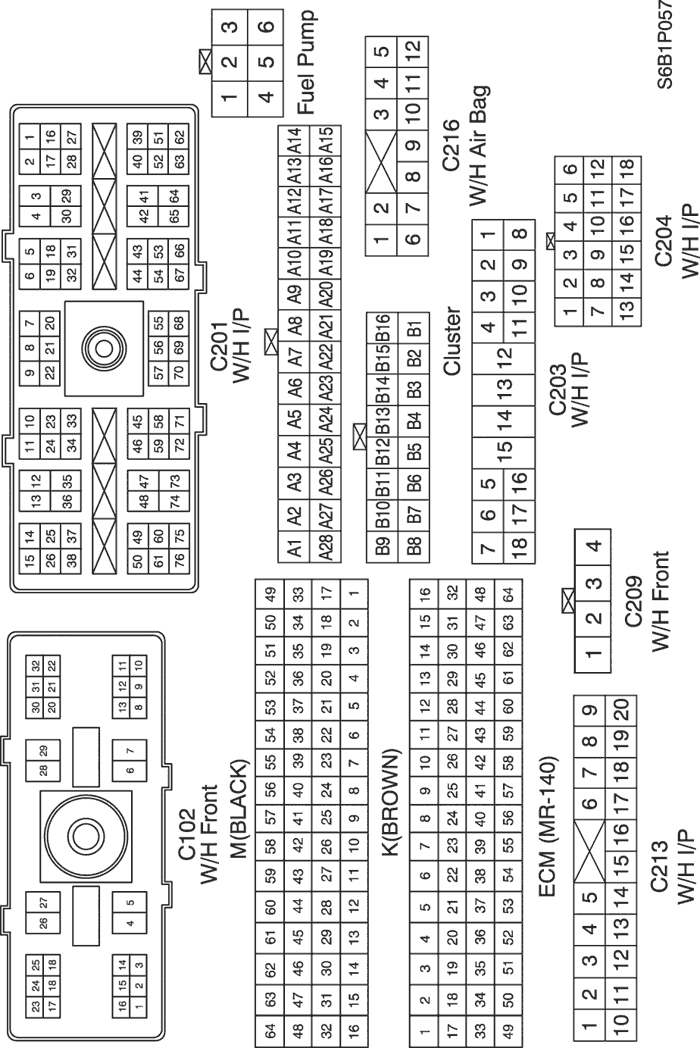 23 24 25 26 27 28 29 30 31 32
17 18 18 20 21 22
16 15 14 4 5 6 7 13 12 11
1 2 3 8 9 10
C102
W/H Front
15 14 13 12 11 10 9 8 7 6 5 4 3 2 1
26 25 24 23 22 21 20 19 18 17 16
38 37 36 35 34 33 32 31 30 29 28 27
50 49 48 47 46 45 44 43 42 41 40 39
61 60 59 58 57 56 55 54 53 52 51
76 75 74 73 72 71 70 69 68 67 66 65 64 63 62
C201
W/H I/P
1 2 3
4 5 6
Fuel Pump
M(BLACK)
64 63 62 61 60 59 58 57 56 55 54 53 52 51 50 49
48 47 46 45 44 43 42 41 40 39 38 37 36 35 34 33
32 31 30 29 28 27 26 25 24 23 22 21 20 19 18 17
16 15 14 13 12 11 10 9 8 7 6 5 4 3 2 1
K(BROWN)
1 2 3 4 5 6 7 8 9 10 11 12 13 14 15 16
17 18 19 20 21 22 23 24 25 26 27 28 29 30 31 32
33 34 35 36 37 38 39 40 41 42 43 44 45 46 47 48
49 50 51 52 53 54 55 56 57 58 59 60 61 62 63 64
ECM (MR-140)
A1 A2 A3 A4 A5 A6 A7 A8 A9 A10 A11 A12 A13 A14
A28 A27 A26 A25 A24 A23 A22 A21 A20 A19 A18 A17 A16 A15
B9 B10 B11 B12 B13 B14 B15 B16
B8 B7 B6 B5 B4 B3 B2 B1
Cluster
1 2 3 4 5
6 7 8 9 10 11 12
C216
W/H Air Bag
7 6 5 15 14 13 12 4 3 2 1
18 17 16 11 10 9 8
C203
W/H I/P
1 2 3 4 5 6
7 8 9 10 11 12
13 14 15 16 17 18
C204
W/H I/P
1 2 3 4 5 6 7 8 9
10 11 12 13 14 15 16 17 18 19 20
C213
W/H I/P
1 2 3 4
C209
W/H Front
S6B1P057